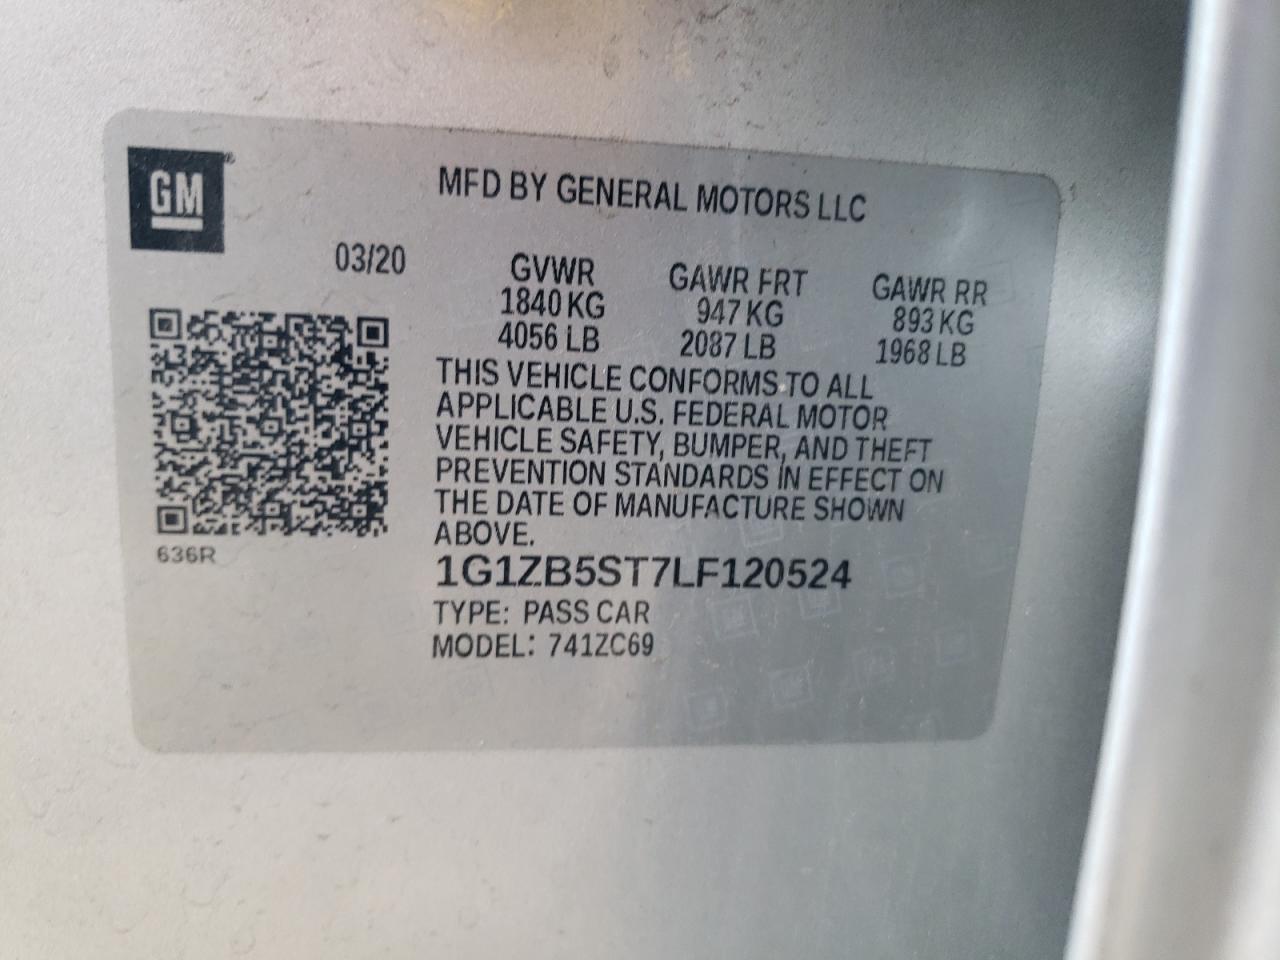 GM
MFD BY GENERAL MOTORS LLC
03/20
GVWR GAWR FRT GAWR RR
1840 KG 947 KG 893 KG
4056 LB 2087 LB 1968 LB
THIS VEHICLE CONFORMS TO ALL
APPLICABLE U.S. FEDERAL MOTOR
VEHICLE SAFETY, BUMPER, AND THEFT
PREVENTION STANDARDS IN EFFECT ON
THE DATE OF MANUFACTURE SHOWN
ABOVE.
636R
1G1ZB5ST7LF120524
TYPE: PASS CAR
MODEL: 741ZC69